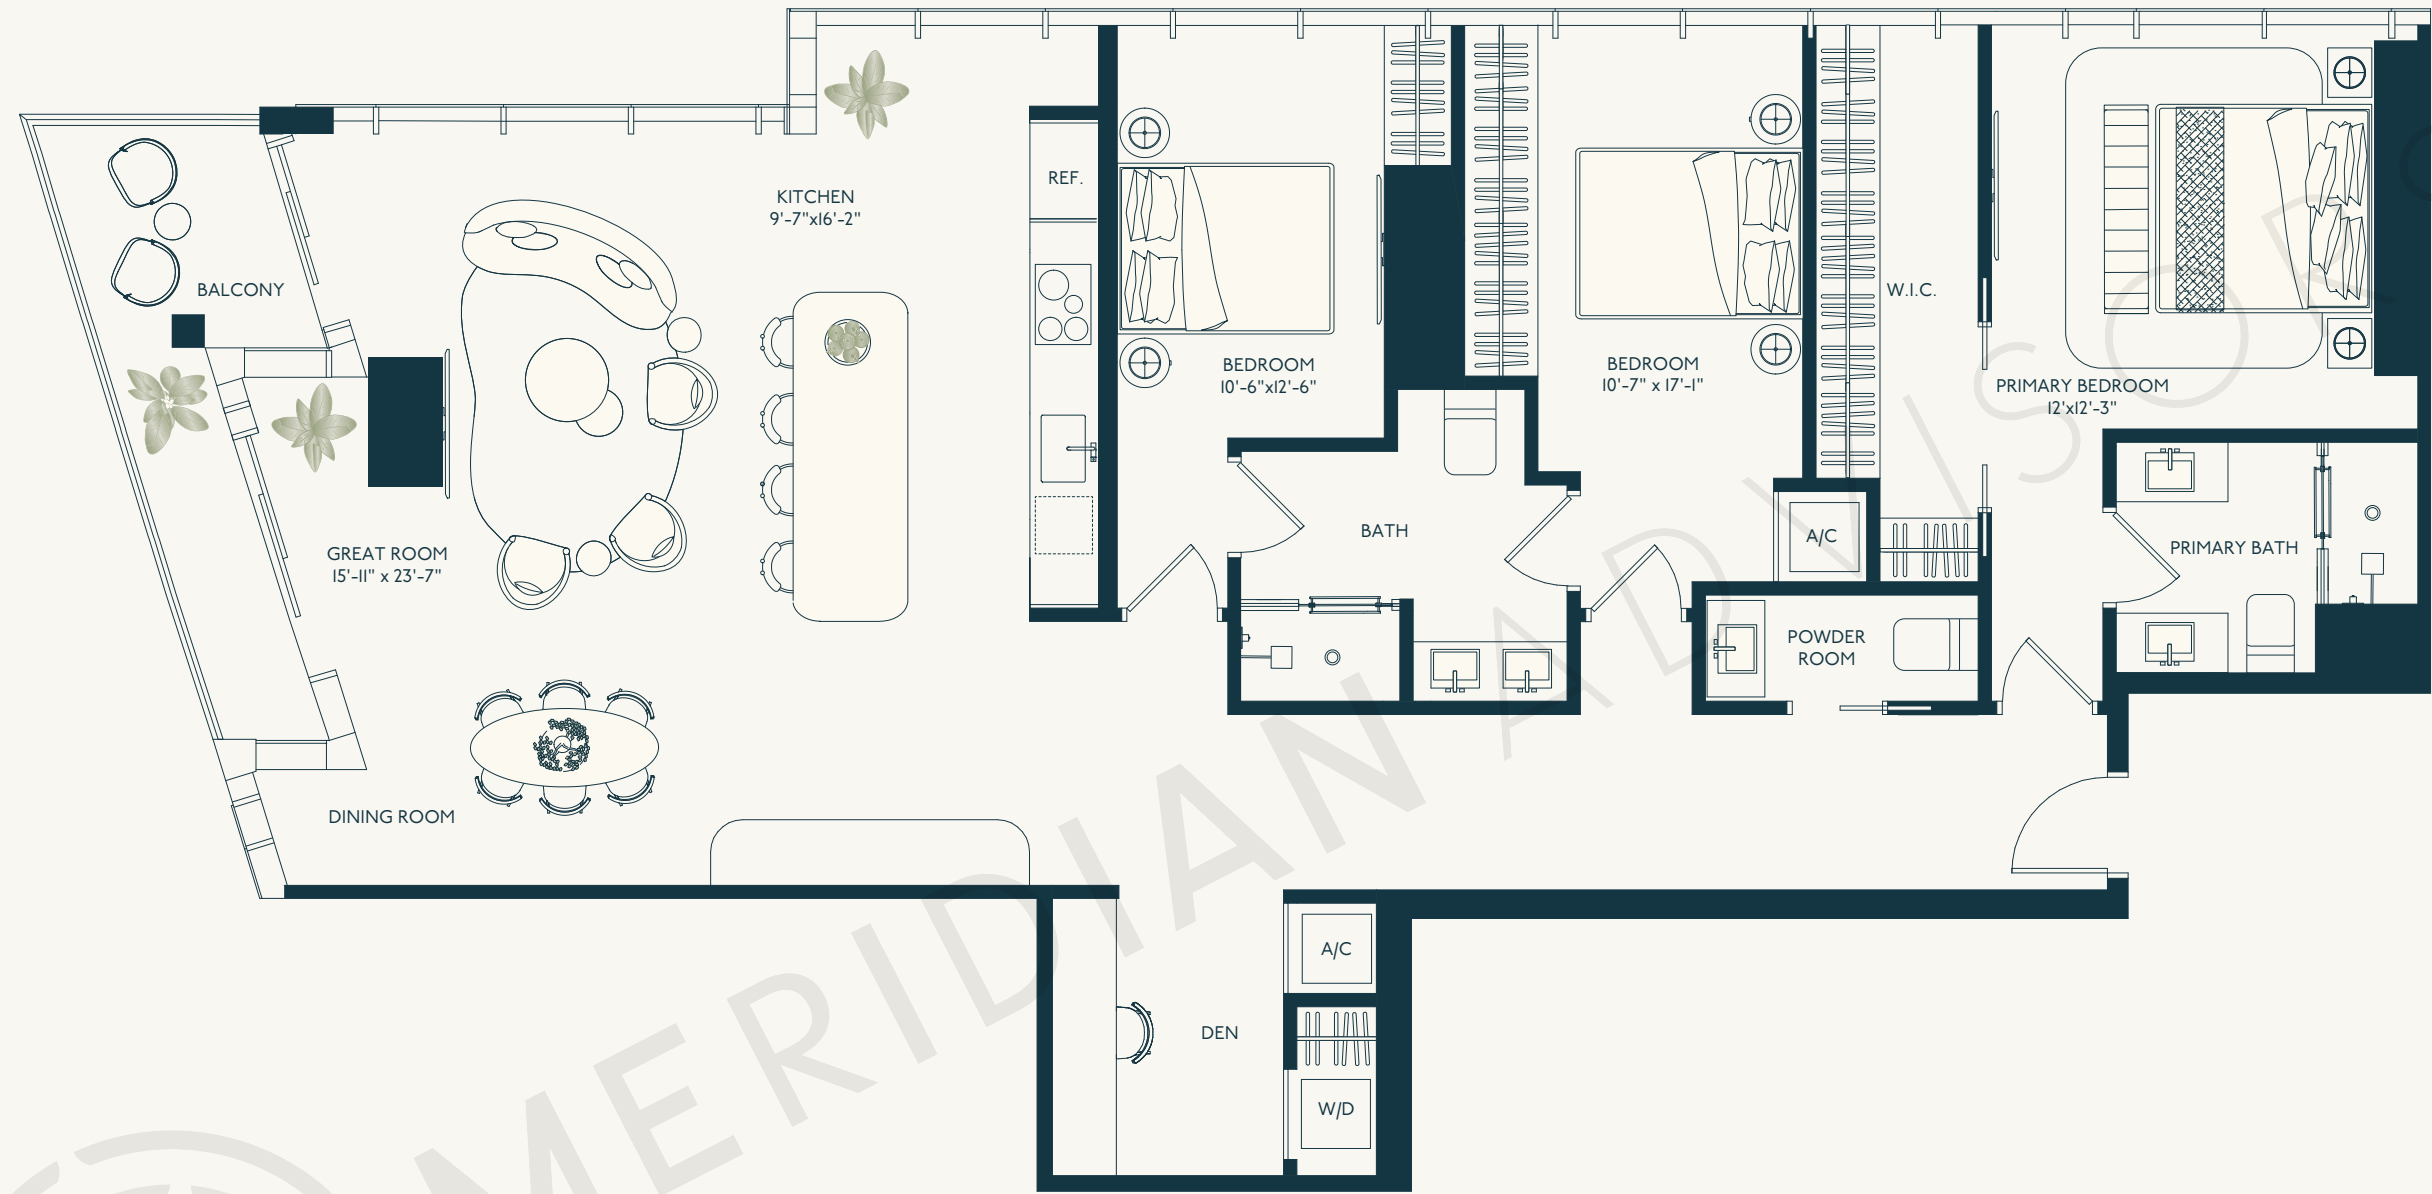 KITCHEN
9'-7"x16'-2"
REF.
BALCONY
BEDROOM
10'-6"x12'-6"
BEDROOM
10'-7" x 17'-1"
W.I.C.
PRIMARY BEDROOM
12'x12'-3"
GREAT ROOM
15'-11" x 23'-7"
BATH
A/C
PRIMARY BATH
POWDER
ROOM
DINING ROOM
A/C
DEN
W/D
MERIDIAN ADVISOR